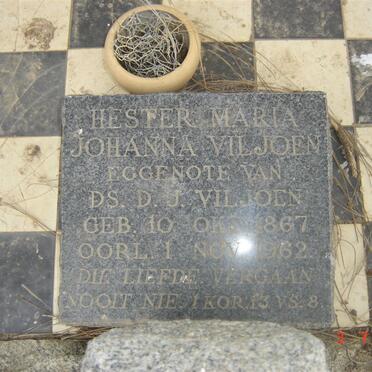 HESTER MARIA
JOHANNA VILJOEN
EGGENOTE VAN
DS. D. J. VILJOEN
GEB. 10 OKT. 1867
OORL. 1 NOV. 1962
DIE LIEFDE VERGAAN
NOOIT NIE. 1 KOR. 13 VS. 8.